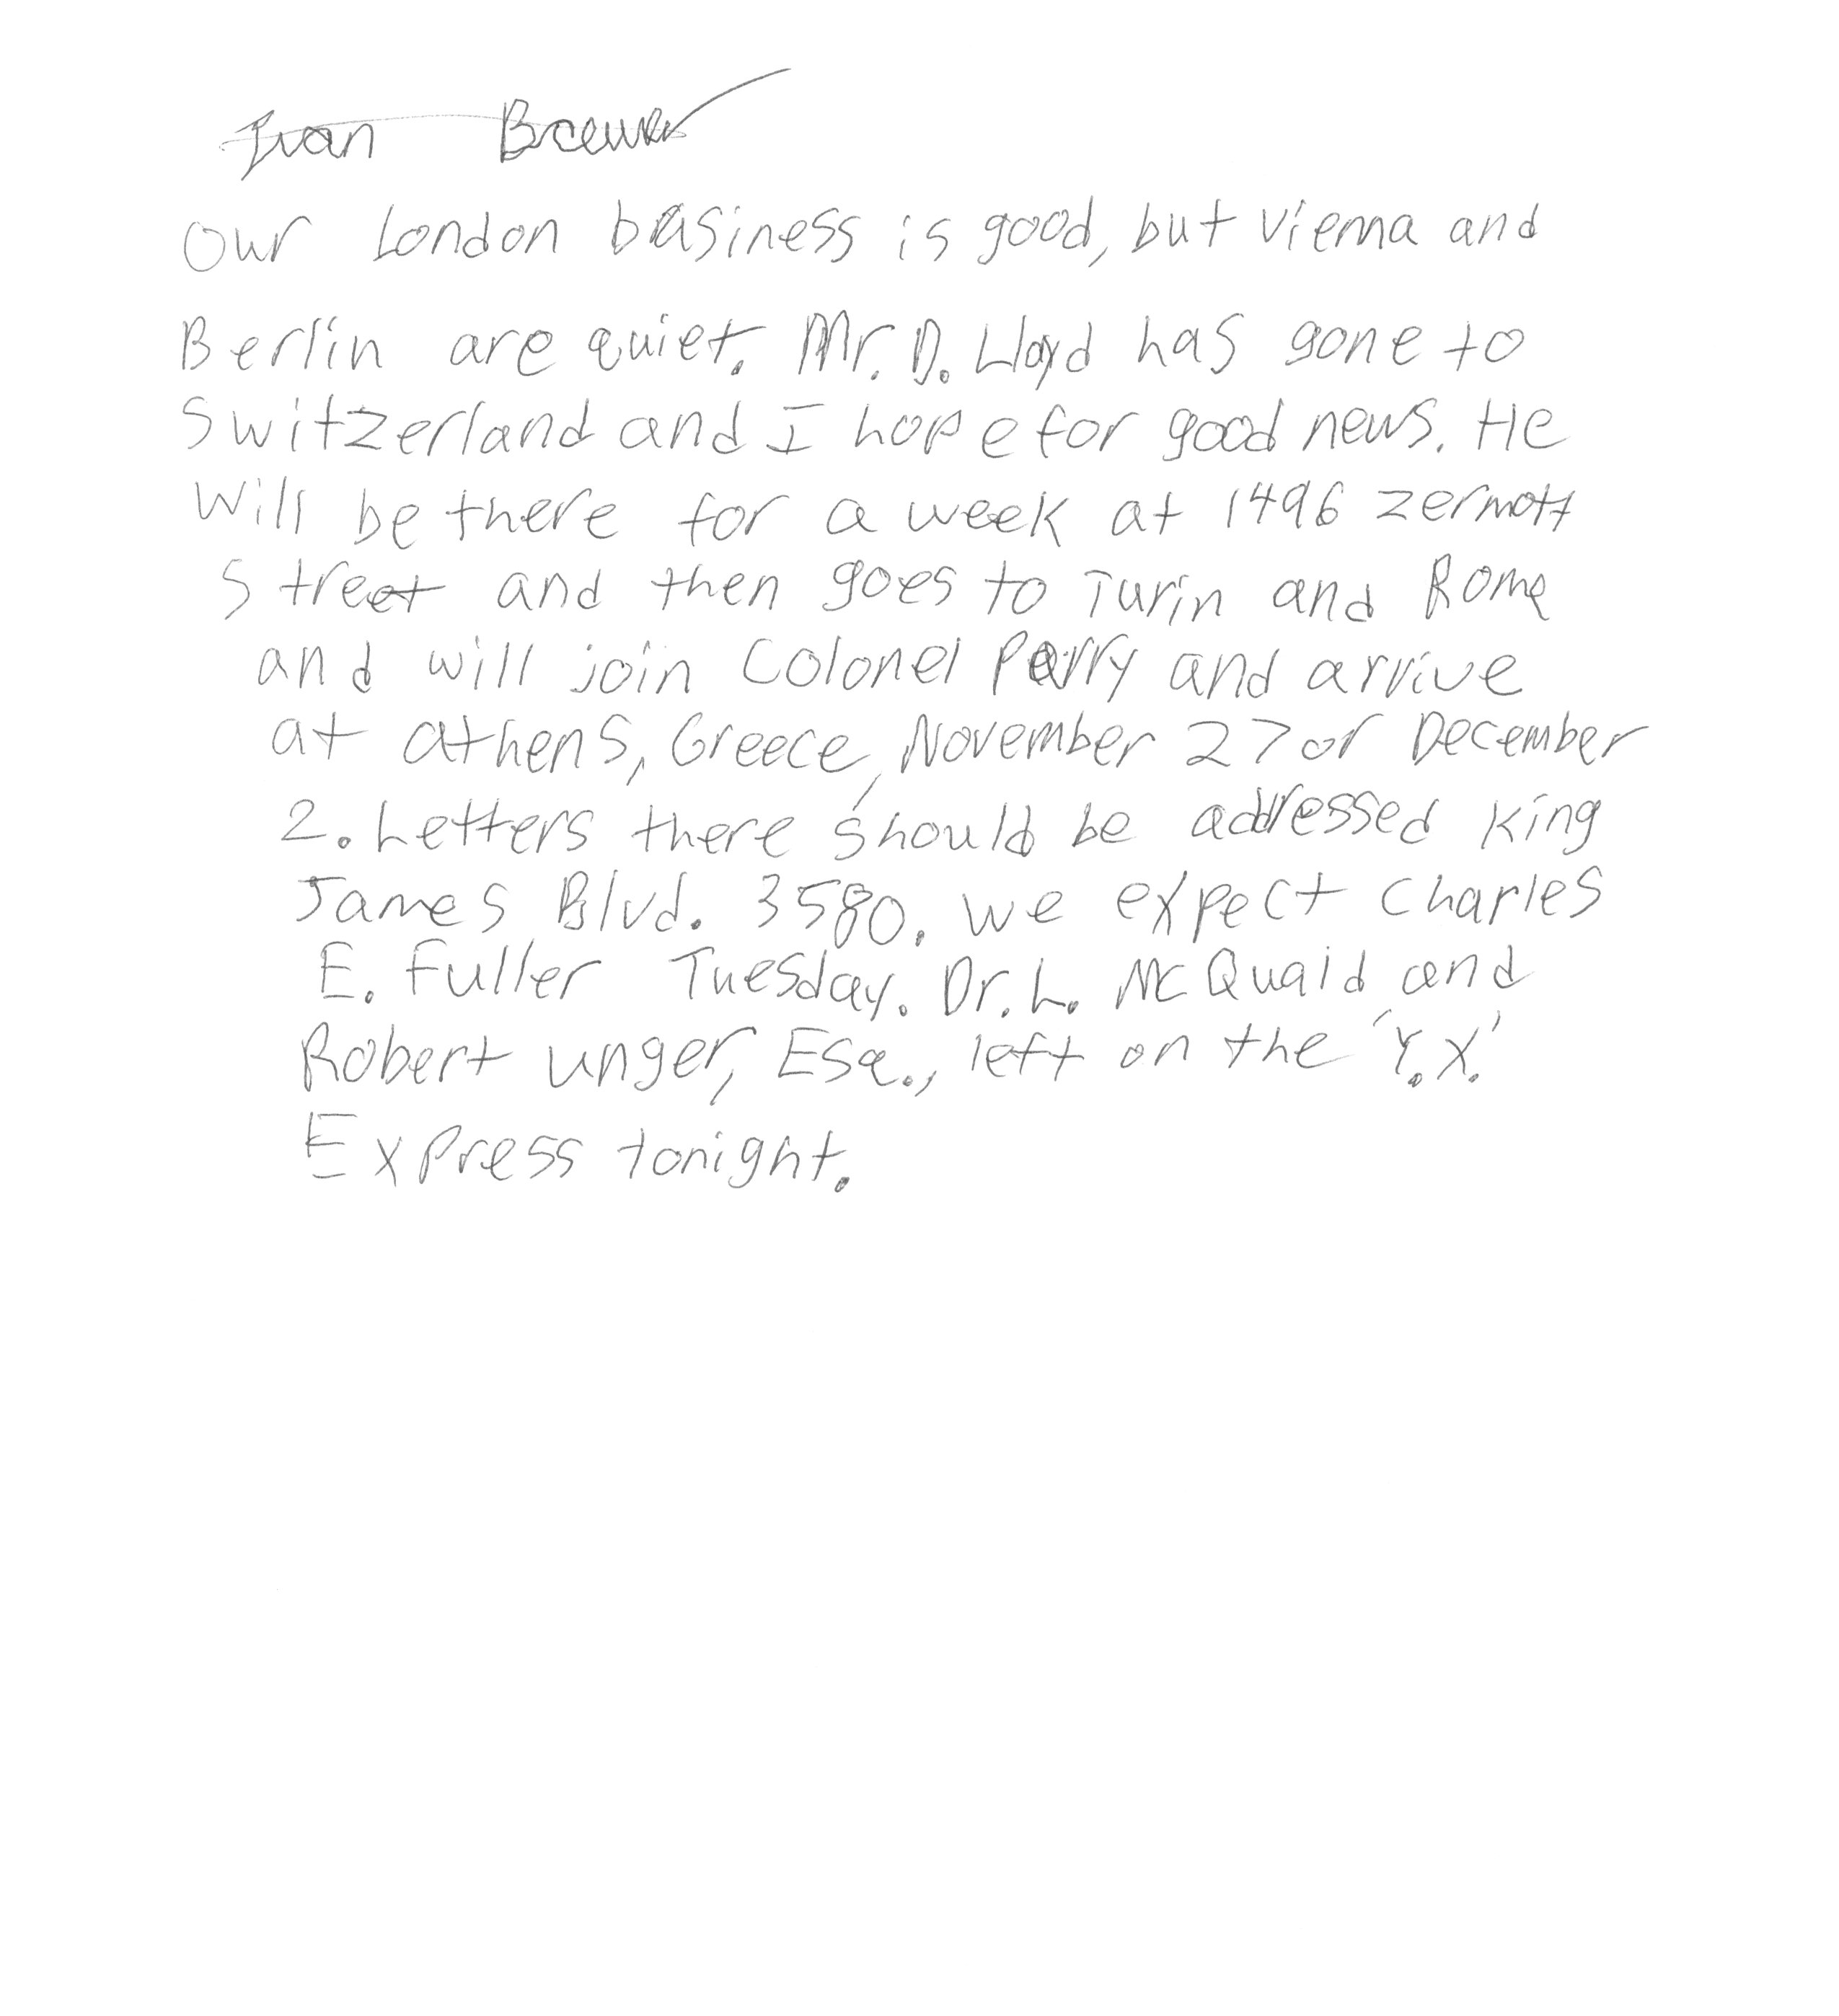 Ivan Brewer
Our London business is good, but Vienna and
Berlin are quiet. Mr. D. Lloyd has gone to
Switzerland and I hope for good news. He
will be there for a week at 1496 Zermott
Street and then goes to Turin and Rome
and will join Colonel Parry and arrive
at athens, Greece, November 27 or December
2. Letters there should be addressed King
James Blvd. 3580. We expect Charles
E. Fuller Tuesday. Dr. L. McQuaid and
Robert Unger, Esq., left on the 'Y.X.'
Express tonight.